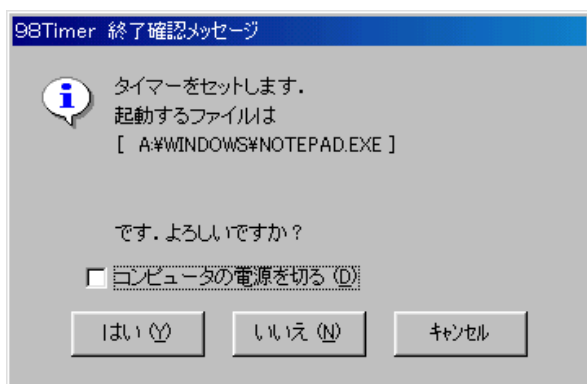 98Timer 終了確認メッセージ
タイマーをセットします.
起動するファイルは
[ A:¥WINDOWS¥NOTEPAD.EXE ]
です. よろしいですか?
コンピュータの電源を切る (D)
はい (Y)
いいえ (N)
キャンセル